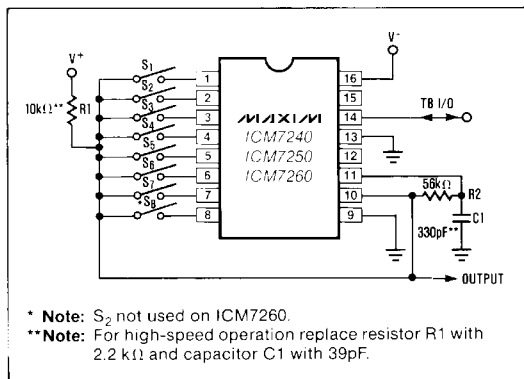 V⁺
10kΩ** R1
S₁
S₂
S₃
S₄
S₅
S₆
S₇
*S₈
1
2
3
4
5
6
7
8
MAXIM
ICM7240
ICM7250
ICM7260
16
15
14
13
12
11
10
9
V⁻
TB I/O
56kΩ
R2
C1
330pF**
OUTPUT
* Note: S₂ not used on ICM7260.
**Note: For high-speed operation replace resistor R1 with
2.2 kΩ and capacitor C1 with 39pF.